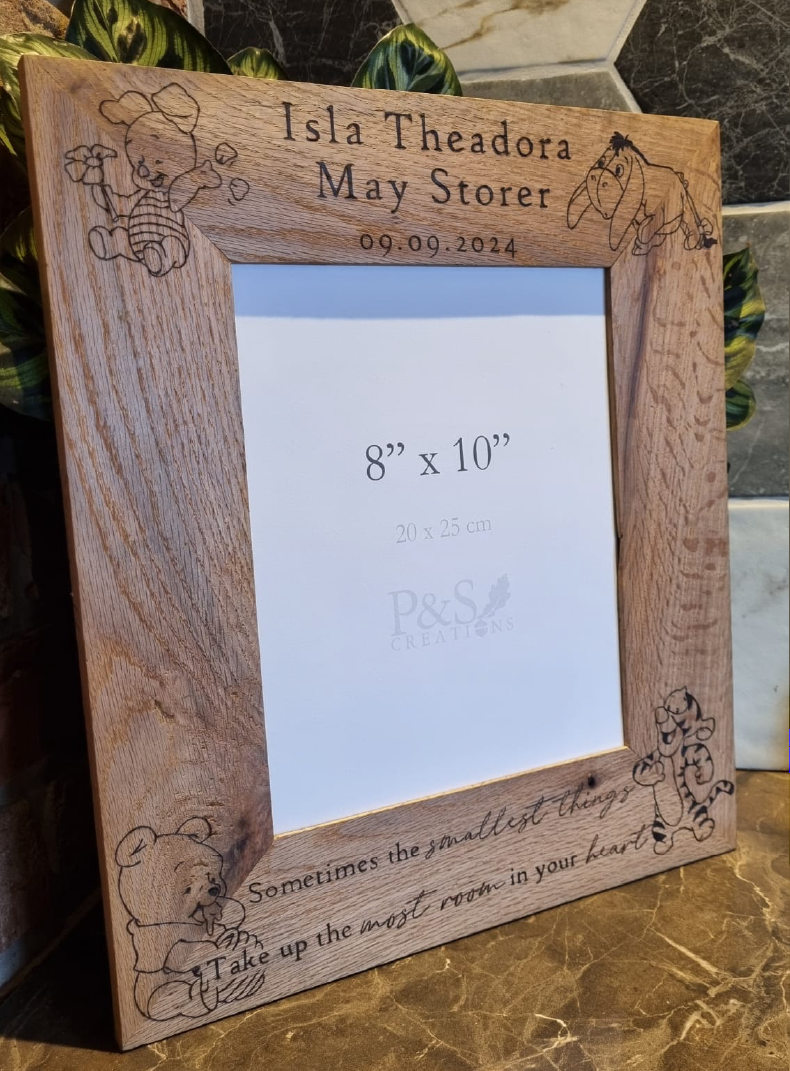 Isla Theadora
May Storer
09.09.2024
8” x 10”
20 x 25 cm
P&S
CREATIONS
Sometimes the smallest things
Take up the most room in your heart